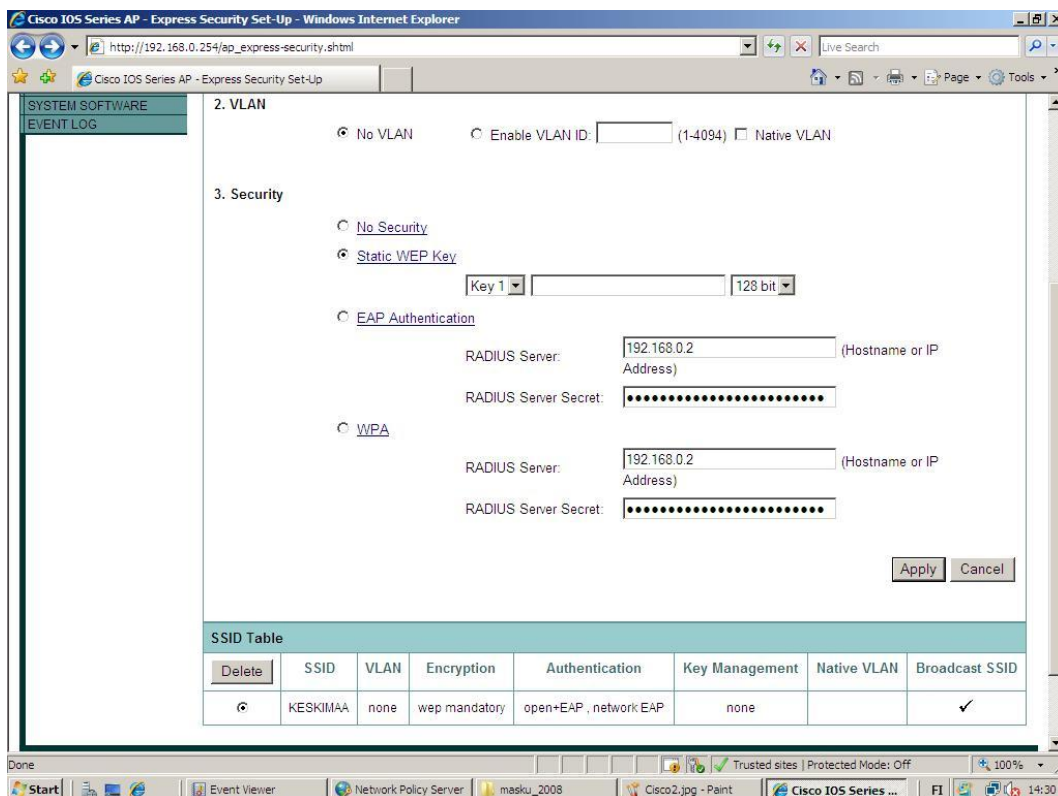 Cisco IOS Series AP - Express Security Set-Up - Windows Internet Explorer
http://192.168.0.254/ap_express-security.shtml
Live Search
Cisco IOS Series AP - Express Security Set-Up
Page
Tools
SYSTEM SOFTWARE
EVENT LOG
2. VLAN
No VLAN
Enable VLAN ID:
(1-4094)
Native VLAN
3. Security
No Security
Static WEP Key
Key 1
128 bit
EAP Authentication
RADIUS Server:
192.168.0.2
(Hostname or IP
Address)
RADIUS Server Secret:
WPA
RADIUS Server:
192.168.0.2
(Hostname or IP
Address)
RADIUS Server Secret:
Apply
Cancel
SSID Table
Delete
SSID
VLAN
Encryption
Authentication
Key Management
Native VLAN
Broadcast SSID
KESKIMAA
none
wep mandatory
open+EAP , network EAP
none
Done
Trusted sites | Protected Mode: Off
100%
Start
Event Viewer
Network Policy Server
masku_2008
Cisco2.jpg - Paint
Cisco IOS Series ...
FI
14:30